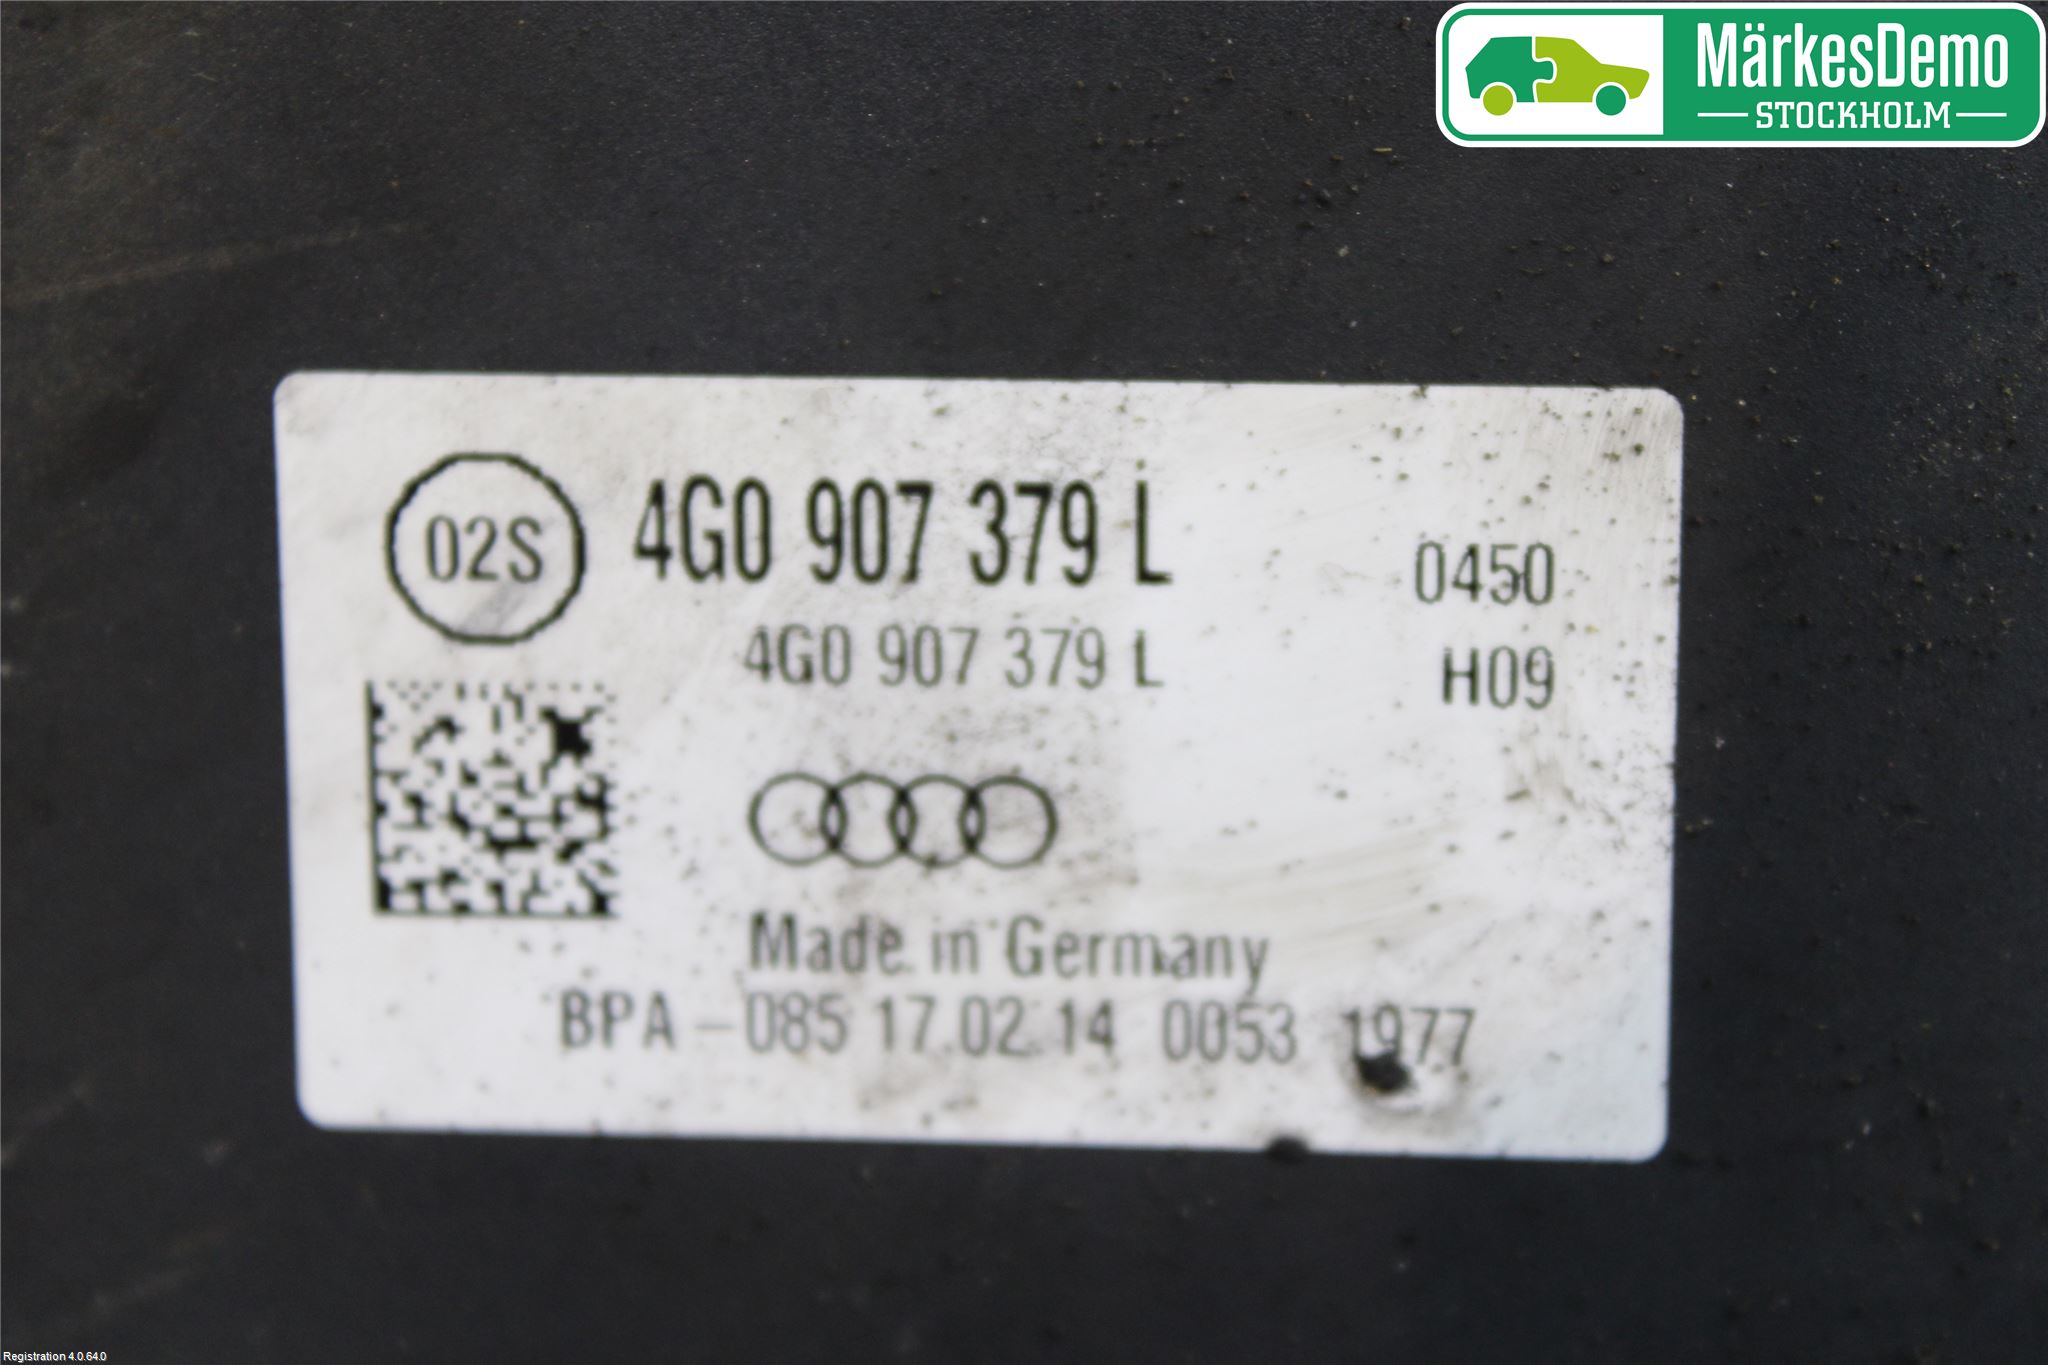 MärkesDemo
STOCKHOLM
02S
4G0 907 379 L
0450
4G0 907 379 L
H09
Made in Germany
BPA-085 17.02.14 0053 1977
Registration 4.0.64.0